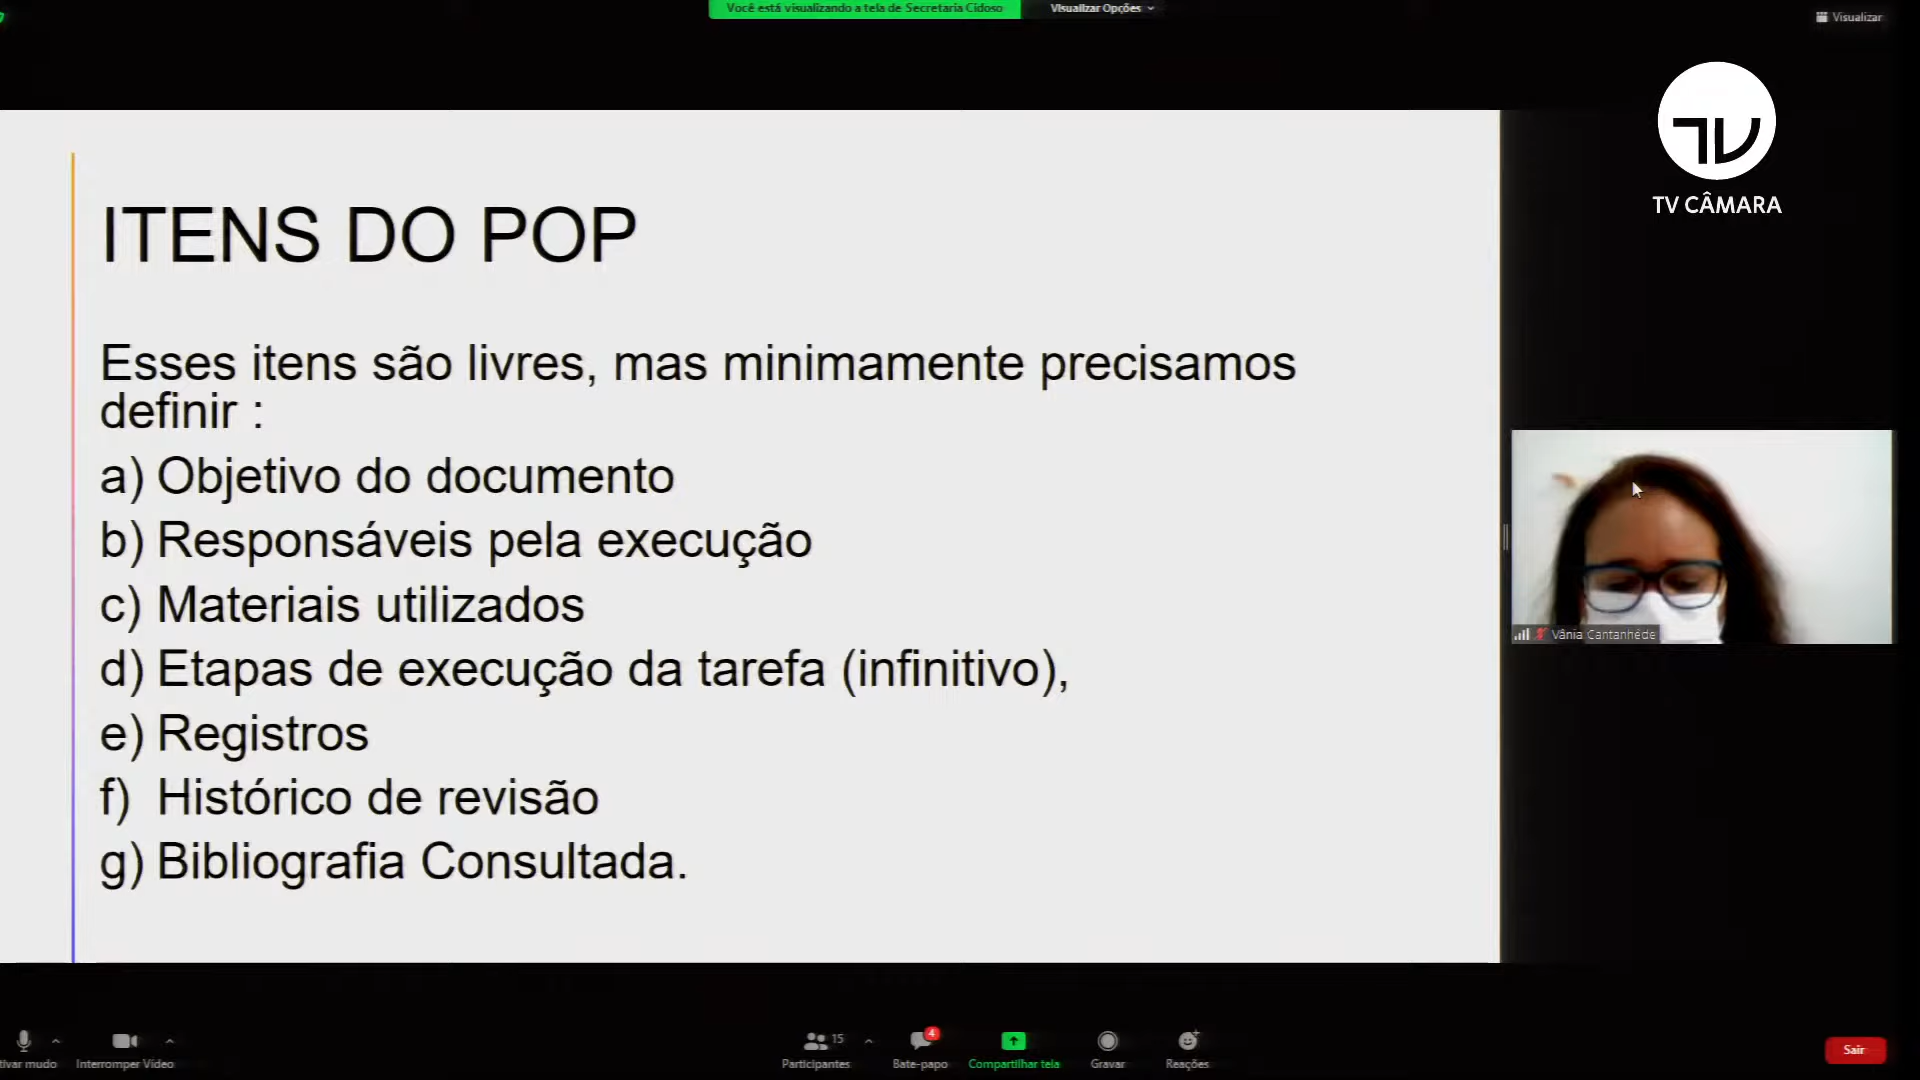 Você está visualizando a tela de Secretaria Cidoso
Visualizar Opções
Visualizar
TV CÂMARA
ITENS DO POP
Esses itens são livres, mas minimamente precisamos
definir :
a) Objetivo do documento
b) Responsáveis pela execução
c) Materiais utilizados
d) Etapas de execução da tarefa (infinitivo),
e) Registros
f) Histórico de revisão
g) Bibliografia Consultada.
Vânia Cantanhêde
tivar mudo
Interromper Vídeo
15
Participantes
4
Bate-papo
Compartilhar tela
Gravar
Reações
Sair